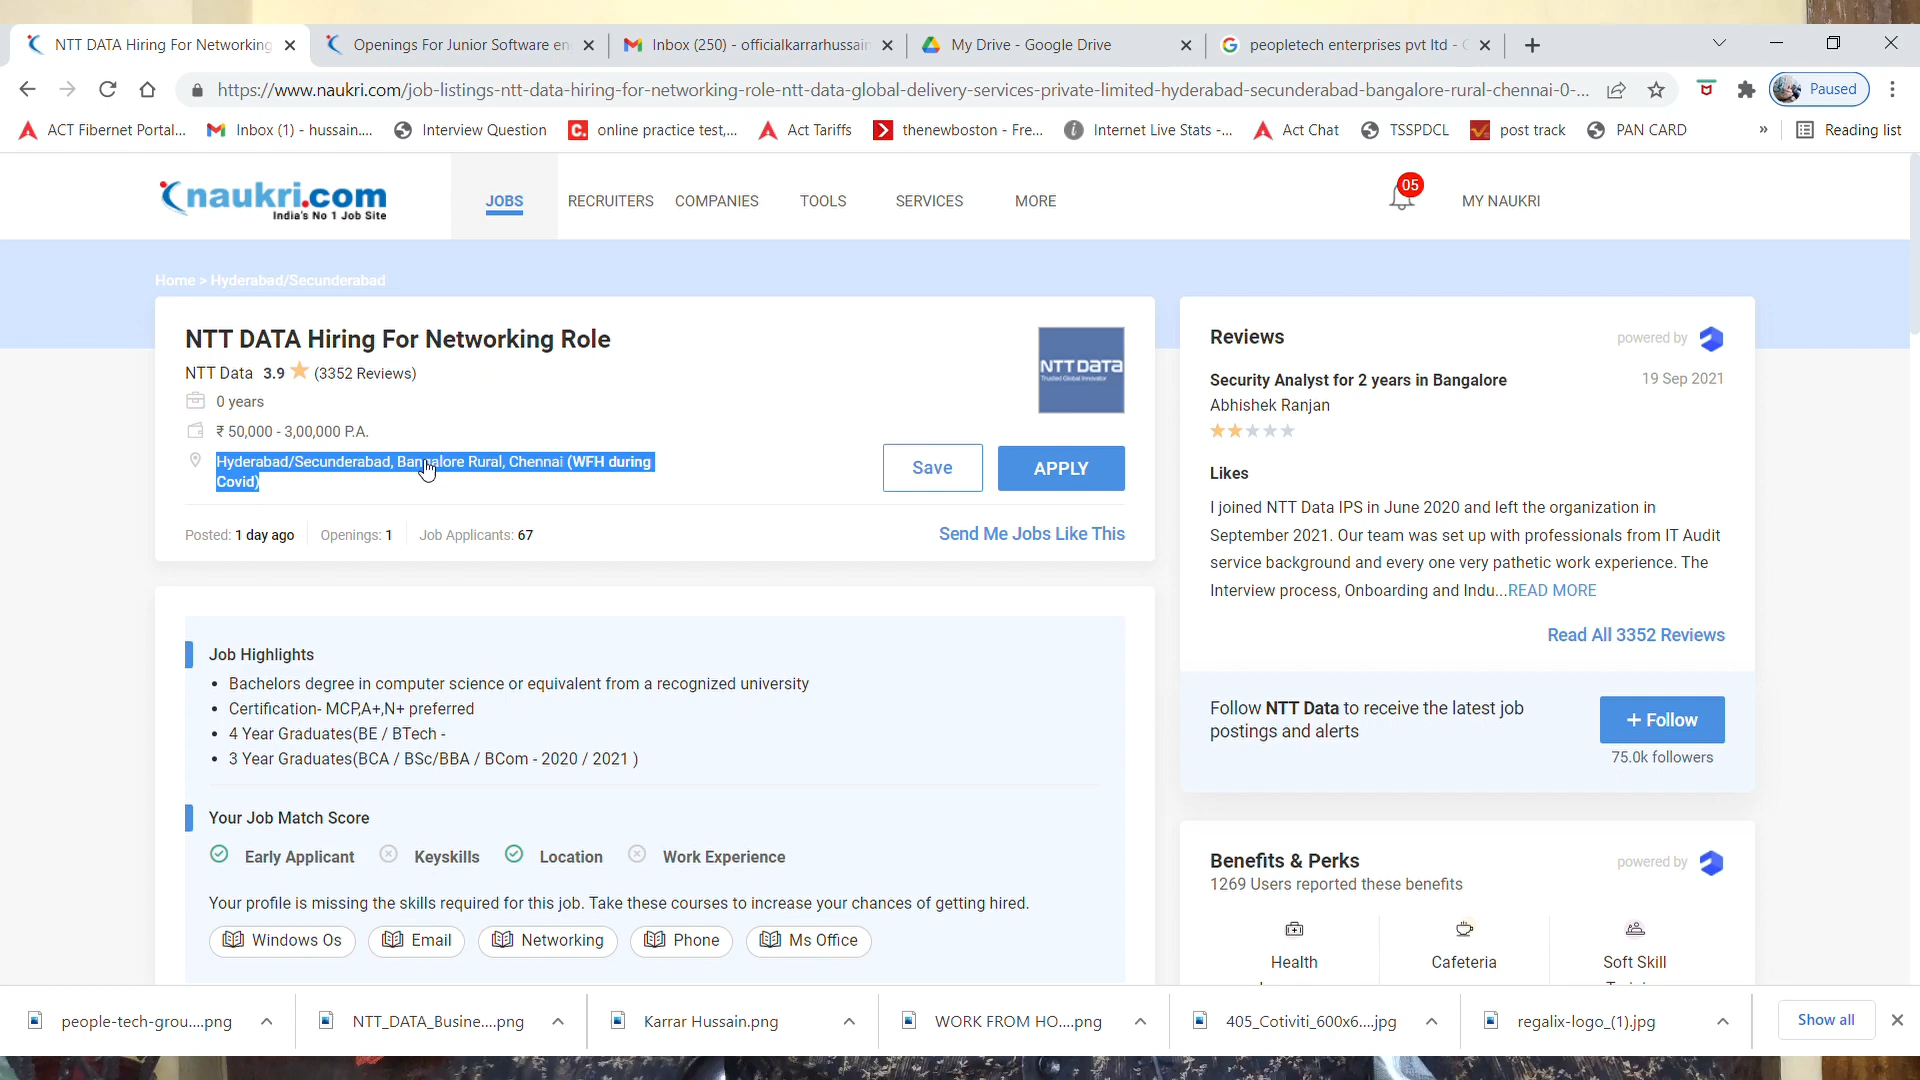 NTT DATA Hiring For Networking
Openings For Junior Software en
Inbox (250) - officialkarrarhussain
My Drive - Google Drive
peopletech enterprises pvt ltd -
https://www.naukri.com/job-listings-ntt-data-hiring-for-networking-role-ntt-data-global-delivery-services-private-limited-hyderabad-secunderabad-bangalore-rural-chennai-0-...
Paused
ACT Fibernet Portal...
Inbox (1) - hussain....
Interview Question
C.
online practice test,...
Act Tariffs
thenewboston - Fre...
Internet Live Stats -...
Act Chat
TSSPDCL
post track
PAN CARD
»
Reading list
naukri.com
India's No 1 Job Site
JOBS
RECRUITERS
COMPANIES
TOOLS
SERVICES
MORE
05
MY NAUKRI
Home > Hyderabad/Secunderabad
NTT DATA Hiring For Networking Role
NTT Data 3.9 (3352 Reviews)
0 years
₹ 50,000 - 3,00,000 P.A.
Hyderabad/Secunderabad, Bangalore Rural, Chennai (WFH during
Covid)
NTT DATA
Trusted Global Innovator
Save
APPLY
Posted: 1 day ago
Openings: 1
Job Applicants: 67
Send Me Jobs Like This
Job Highlights
• Bachelors degree in computer science or equivalent from a recognized university
• Certification- MCP,A+,N+ preferred
• 4 Year Graduates(BE / BTech -
• 3 Year Graduates(BCA / BSc/BBA / BCom - 2020 / 2021 )
Your Job Match Score
Early Applicant
Keyskills
Location
Work Experience
Your profile is missing the skills required for this job. Take these courses to increase your chances of getting hired.
Windows Os
Email
Networking
Phone
Ms Office
Reviews
powered by
Security Analyst for 2 years in Bangalore
19 Sep 2021
Abhishek Ranjan
Likes
I joined NTT Data IPS in June 2020 and left the organization in
September 2021. Our team was set up with professionals from IT Audit
service background and every one very pathetic work experience. The
Interview process, Onboarding and Indu...READ MORE
Read All 3352 Reviews
Follow NTT Data to receive the latest job
postings and alerts
+ Follow
75.0k followers
Benefits & Perks
powered by
1269 Users reported these benefits
Health
Cafeteria
Soft Skill
people-tech-grou....png
NTT_DATA_Busine....png
Karrar Hussain.png
WORK FROM HO....png
405_Cotiviti_600x6....jpg
regalix-logo_(1).jpg
Show all